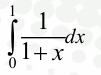 ∫₀¹ 1/(1+x) dx